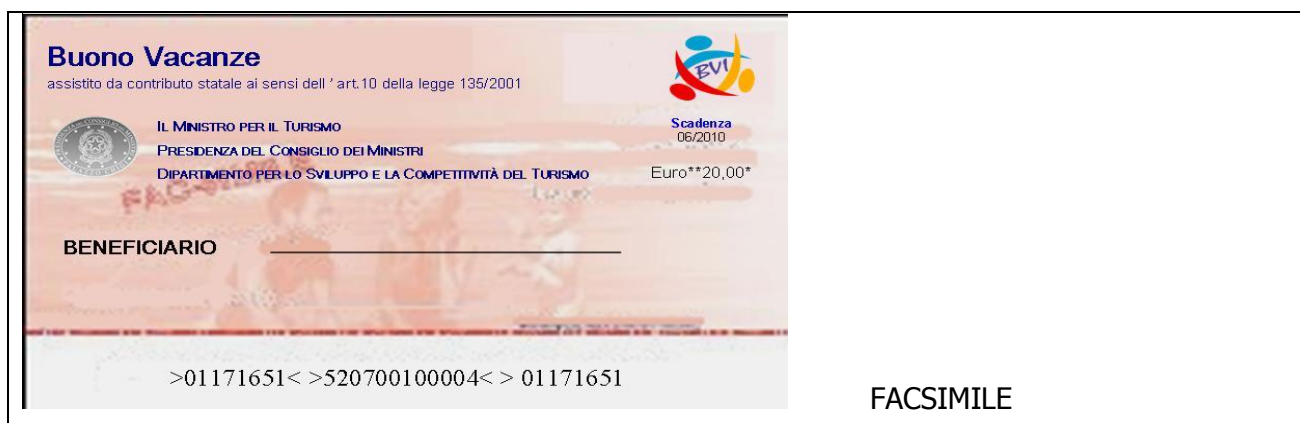 Buono Vacanze
assistito da contributo statale ai sensi dell ' art.10 della legge 135/2001
BVI
IL MINISTRO PER IL TURISMO
PRESIDENZA DEL CONSIGLIO DEI MINISTRI
DIPARTIMENTO PER LO SVILUPPO E LA COMPETITIVITÀ DEL TURISMO
Scadenza
06/2010
Euro**20,00*
FAC-SIMILE
BENEFICIARIO
>01171651< >520700100004< > 01171651
FACSIMILE